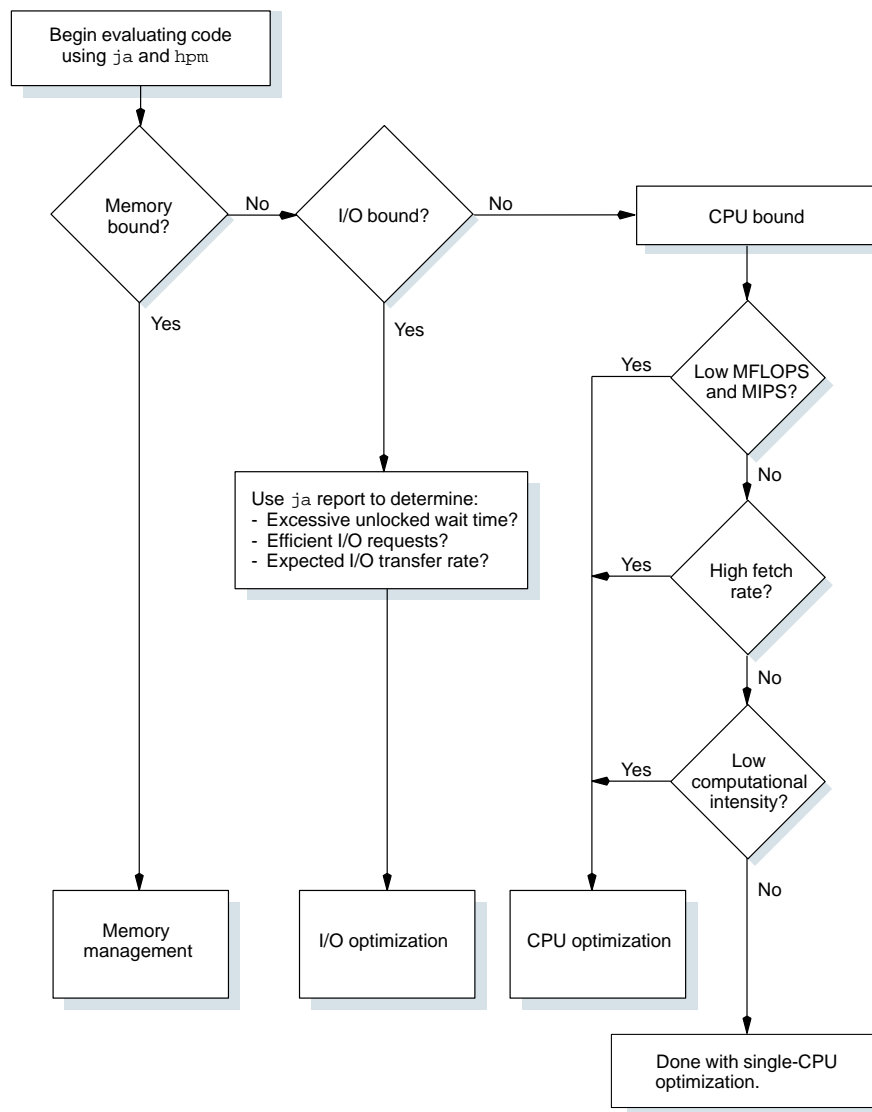 Begin evaluating code
using ja and hpm
Memory
bound?
No
I/O bound?
No
CPU bound
Yes
Yes
Yes
Low MFLOPS
and MIPS?
No
Use ja report to determine:
- Excessive unlocked wait time?
- Efficient I/O requests?
- Expected I/O transfer rate?
Yes
High fetch
rate?
No
Yes
Low
computational
intensity?
No
Memory
management
I/O optimization
CPU optimization
Done with single-CPU
optimization.